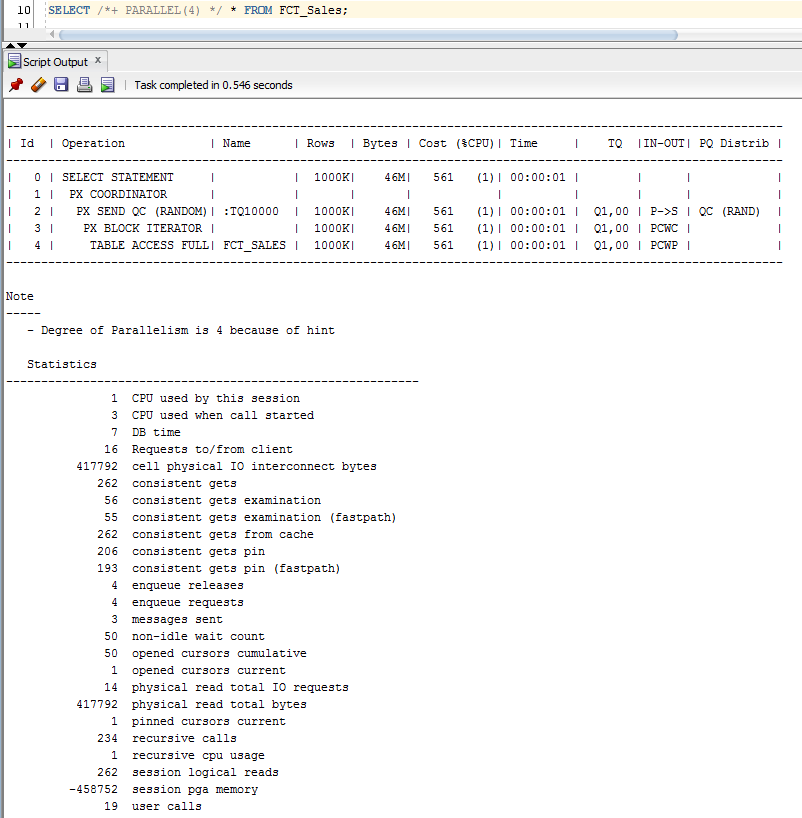 10 SELECT /*+ PARALLEL(4) */ * FROM FCT_Sales;
11
Script Output x
Task completed in 0.546 seconds
---------------------------------------------------------------------------------------------------------------
| Id  | Operation            | Name      | Rows  | Bytes | Cost (%CPU)| Time     |    TQ  |IN-OUT| PQ Distrib |
---------------------------------------------------------------------------------------------------------------
|   0 | SELECT STATEMENT     |           |  1000K|    46M|   561   (1)| 00:00:01 |        |      |            |
|   1 |  PX COORDINATOR      |           |       |       |            |          |        |      |            |
|   2 |   PX SEND QC (RANDOM)| :TQ10000  |  1000K|    46M|   561   (1)| 00:00:01 |  Q1,00 | P->S | QC (RAND)  |
|   3 |    PX BLOCK ITERATOR |           |  1000K|    46M|   561   (1)| 00:00:01 |  Q1,00 | PCWC |            |
|   4 |     TABLE ACCESS FULL| FCT_SALES |  1000K|    46M|   561   (1)| 00:00:01 |  Q1,00 | PCWP |            |
---------------------------------------------------------------------------------------------------------------
Note
-----
- Degree of Parallelism is 4 because of hint
Statistics
-----------------------------------------------------------
1 CPU used by this session
3 CPU used when call started
7 DB time
16 Requests to/from client
417792 cell physical IO interconnect bytes
262 consistent gets
56 consistent gets examination
55 consistent gets examination (fastpath)
262 consistent gets from cache
206 consistent gets pin
193 consistent gets pin (fastpath)
4 enqueue releases
4 enqueue requests
3 messages sent
50 non-idle wait count
50 opened cursors cumulative
1 opened cursors current
14 physical read total IO requests
417792 physical read total bytes
1 pinned cursors current
234 recursive calls
1 recursive cpu usage
262 session logical reads
-458752 session pga memory
19 user calls